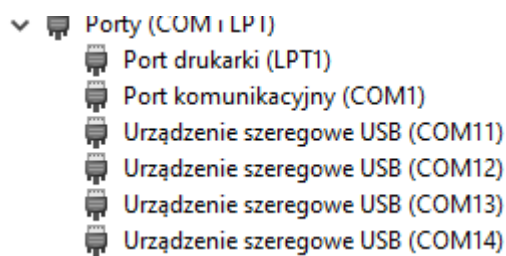 Porty (COM i LPT)
Port drukarki (LPT1)
Port komunikacyjny (COM1)
Urządzenie szeregowe USB (COM11)
Urządzenie szeregowe USB (COM12)
Urządzenie szeregowe USB (COM13)
Urządzenie szeregowe USB (COM14)